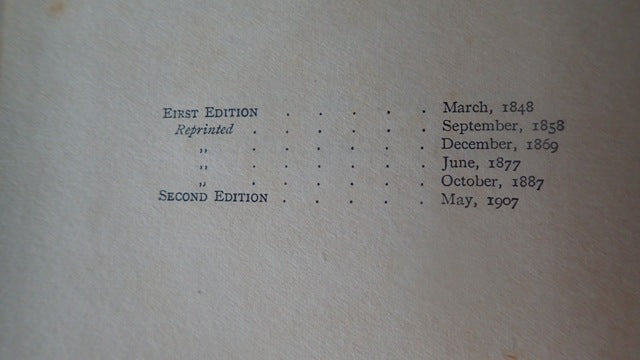 FIRST EDITION . . . . . March, 1848
Reprinted . . . . . . September, 1858
„ . . . . . . December, 1869
„ . . . . . . June, 1877
„ . . . . . . October, 1887
SECOND EDITION . . . . . May, 1907